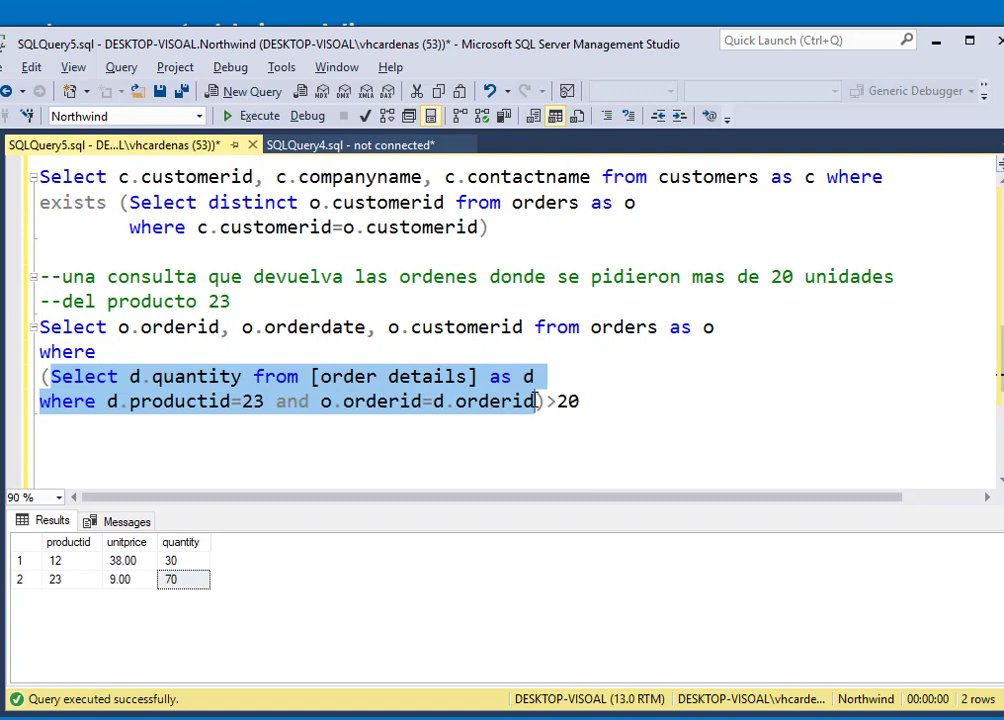 SQLQuery5.sql - DESKTOP-VISOAL.Northwind (DESKTOP-VISOAL\vhcardenas (53))* - Microsoft SQL Server Management Studio
Quick Launch (Ctrl+Q)
Edit View Query Project Debug Tools Window Help
New Query
Generic Debugger
Northwind
Execute Debug
SQLQuery5.sql - DE...L\vhcardenas (53))*
SQLQuery4.sql - not connected*
Select c.customerid, c.companyname, c.contactname from customers as c where
exists (Select distinct o.customerid from orders as o
where c.customerid=o.customerid)
--una consulta que devuelva las ordenes donde se pidieron mas de 20 unidades
--del producto 23
Select o.orderid, o.orderdate, o.customerid from orders as o
where
(Select d.quantity from [order details] as d
where d.productid=23 and o.orderid=d.orderid)>20
90 %
Results Messages
productid unitprice quantity
1 12 38.00 30
2 23 9.00 70
Query executed successfully.
DESKTOP-VISOAL (13.0 RTM)
DESKTOP-VISOAL\vhcarde...
Northwind
00:00:00
2 rows